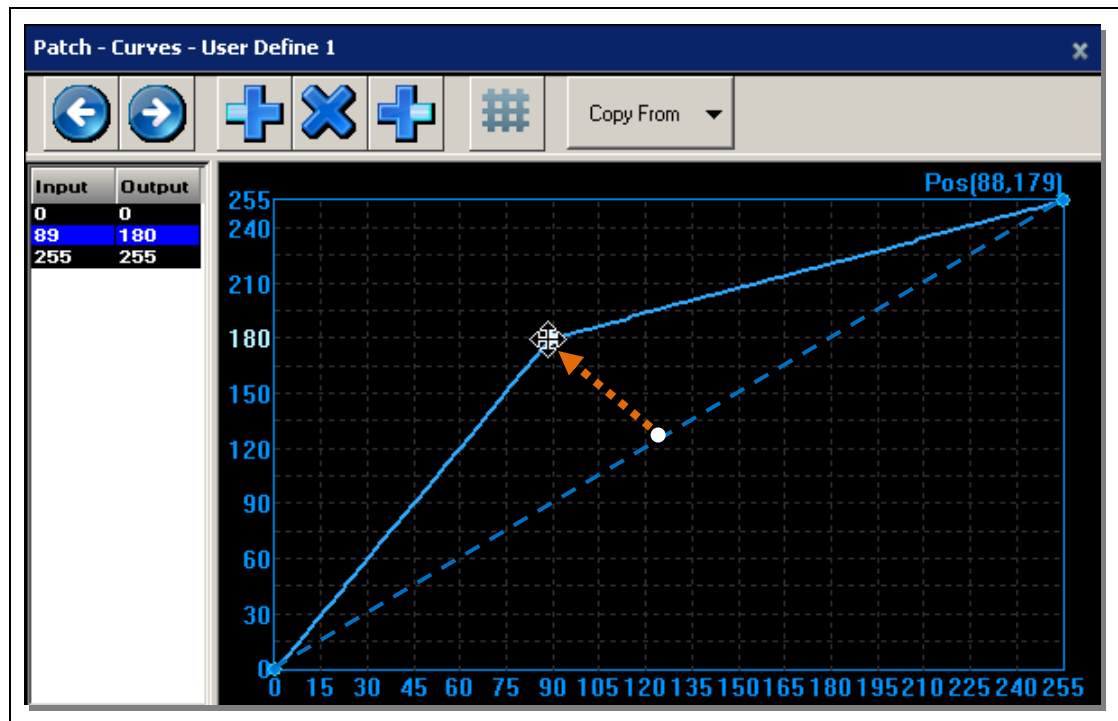 Patch - Curves - User Define 1
Copy From
Input Output
0 0
89 180
255 255
Pos(88,179)
255
240
210
180
150
120
90
60
30
0
0 15 30 45 60 75 90 105 120 135 150 165 180 195 210 225 240 255